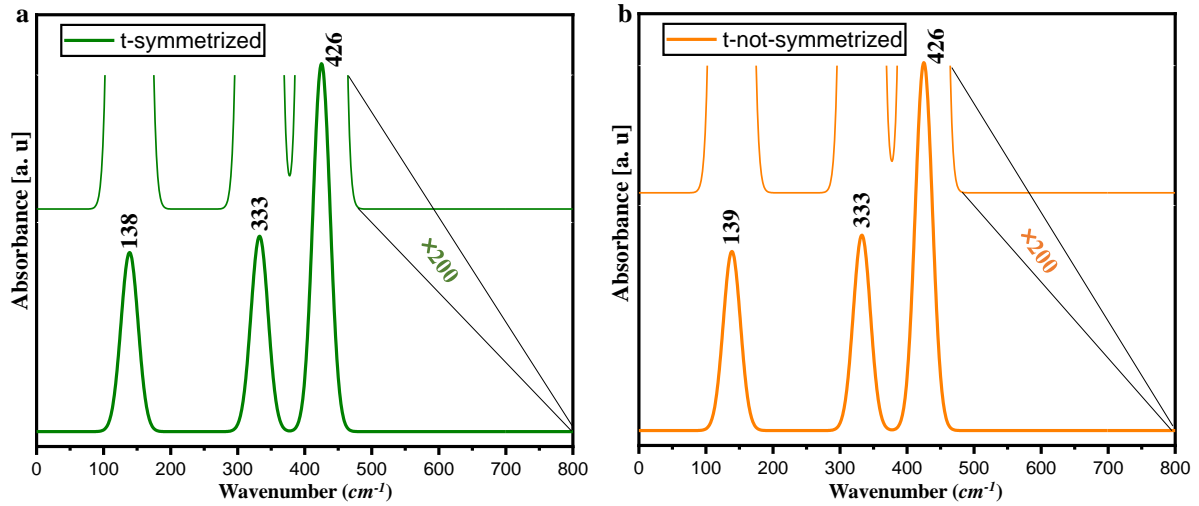 a
t-symmetrized
138
333
426
×200
Absorbance [a. u]
0 100 200 300 400 500 600 700 800
Wavenumber (cm⁻¹)
b
t-not-symmetrized
139
333
426
×200
Absorbance [a. u]
0 100 200 300 400 500 600 700 800
Wavenumber (cm⁻¹)